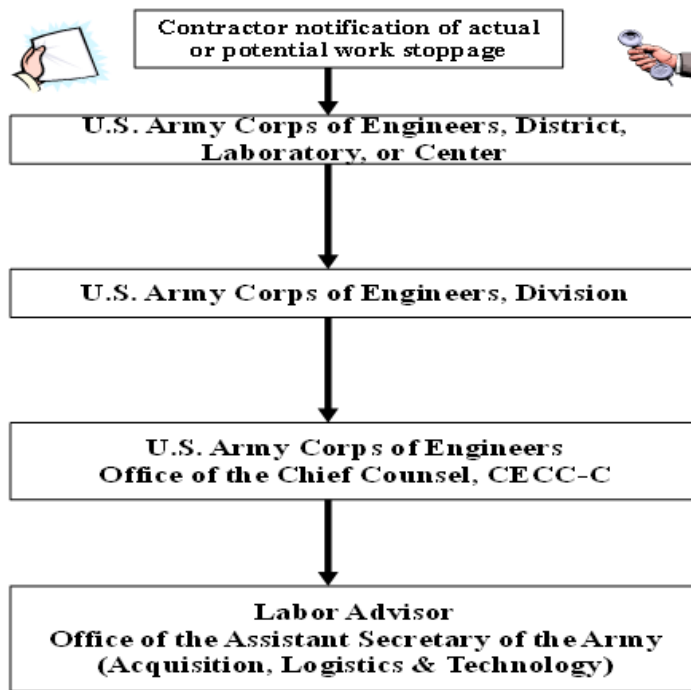 Contractor notification of actual
or potential work stoppage
U.S. Army Corps of Engineers, District,
Laboratory, or Center
U.S. Army Corps of Engineers, Division
U.S. Army Corps of Engineers
Office of the Chief Counsel, CECC-C
Labor Advisor
Office of the Assistant Secretary of the Army
(Acquisition, Logistics & Technology)